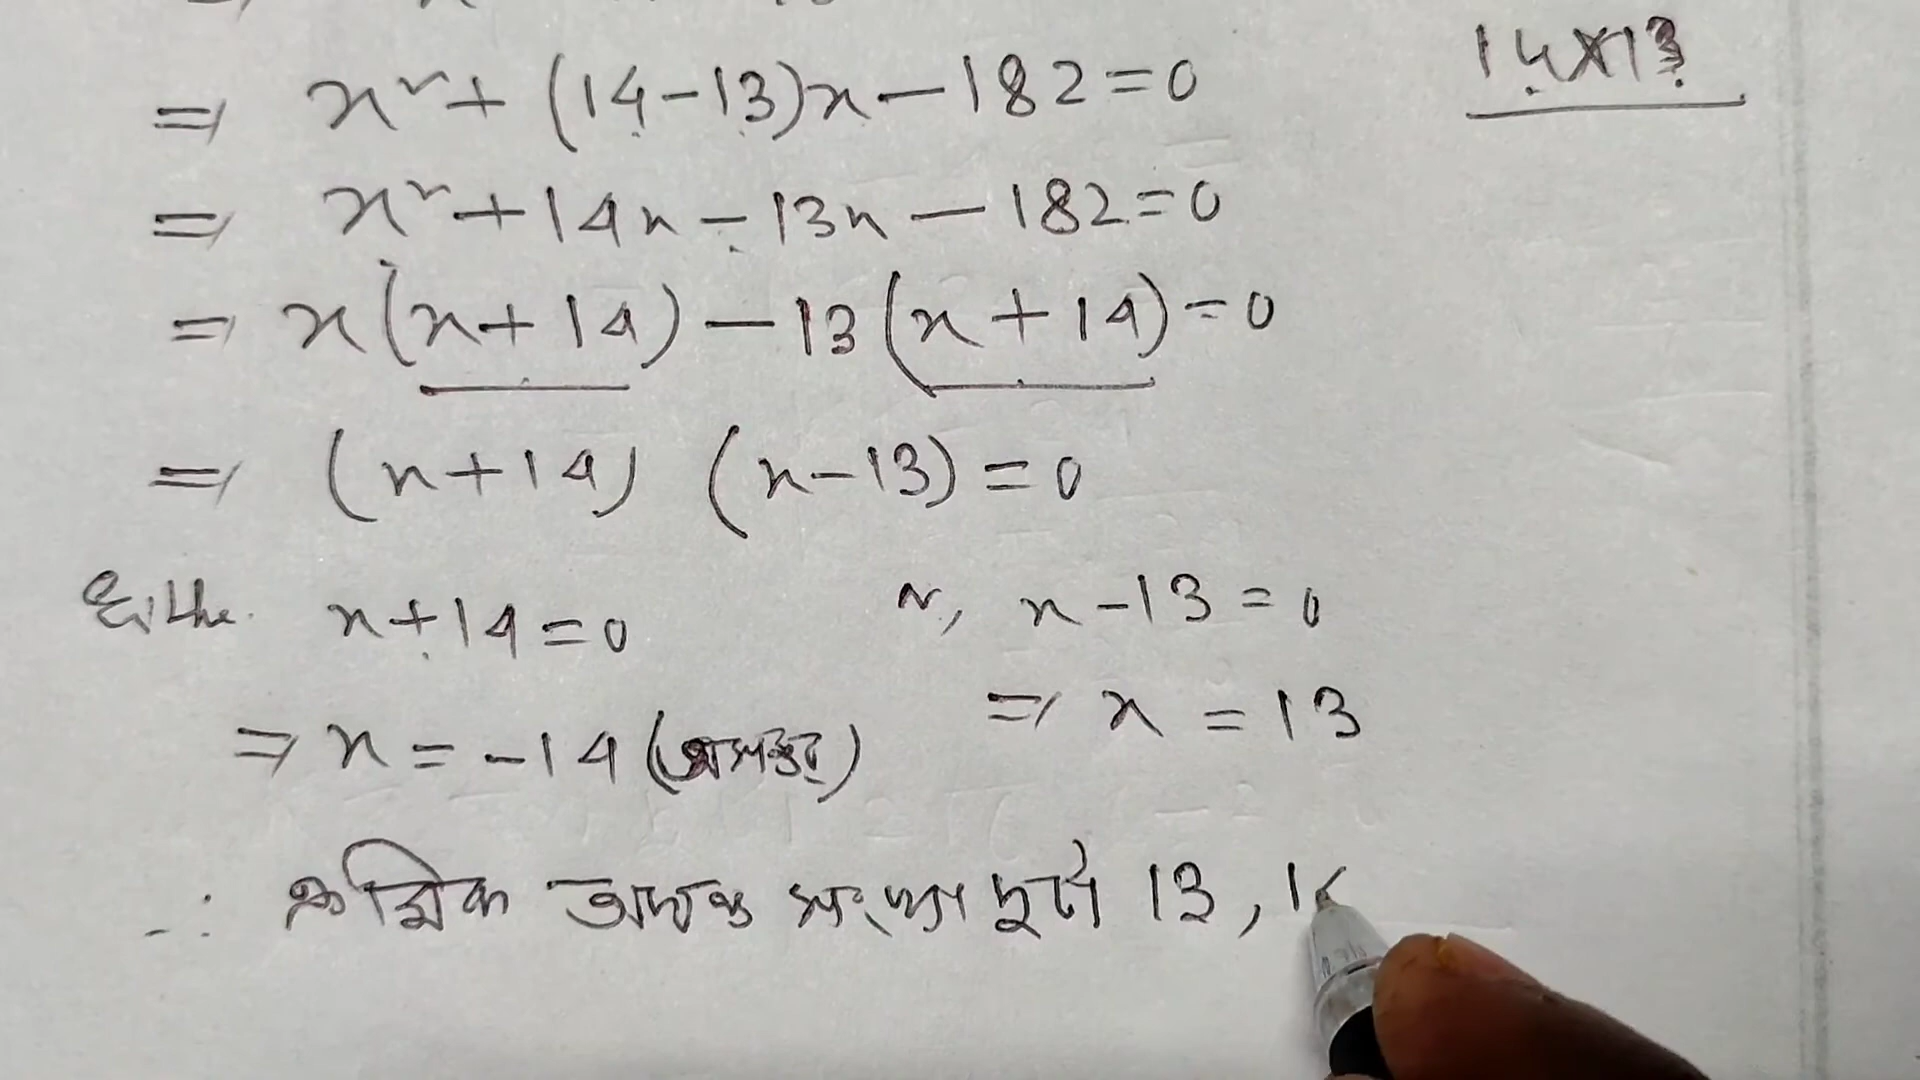 14×13
⇒ x² + (14-13)x - 182 = 0
⇒ x² + 14x - 13x - 182 = 0
⇒ x(x+14) - 13(x+14) = 0
⇒ (x+14) (x-13) = 0
Either x+14=0 or, x-13=0
⇒ x = -14 (অসম্ভব) ⇒ x = 13
∴ ক্রমিক অখণ্ড সংখ্যা দুটো 13, 1